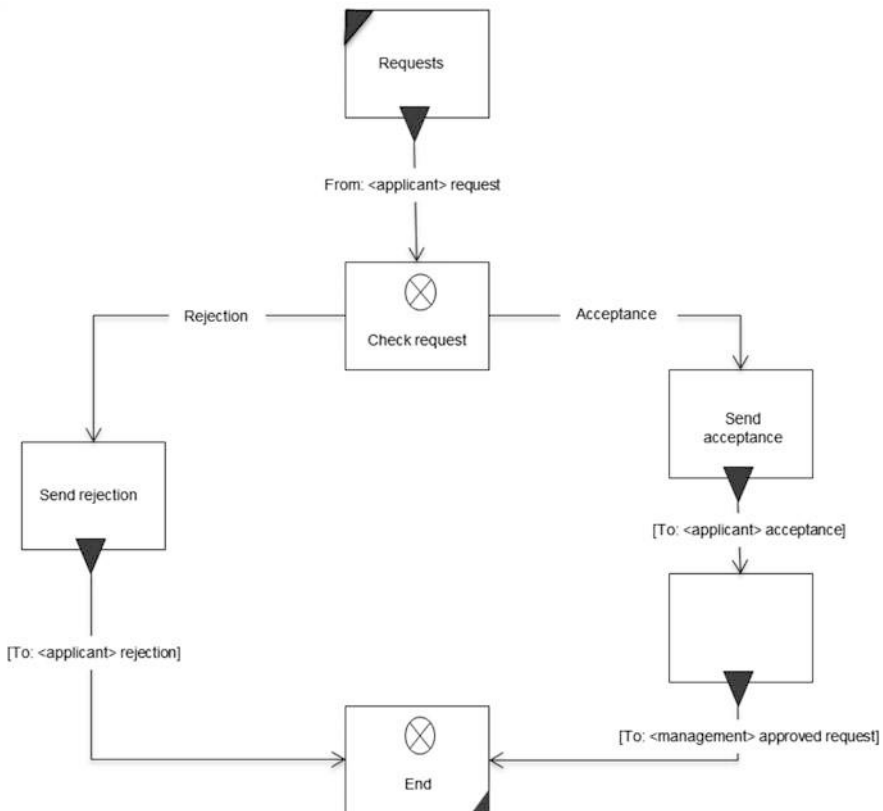 Requests
From: <applicant> request
Check request
Rejection
Acceptance
Send
acceptance
Send rejection
[To: <applicant> acceptance]
[To: <applicant> rejection]
[To: <management> approved request]
End